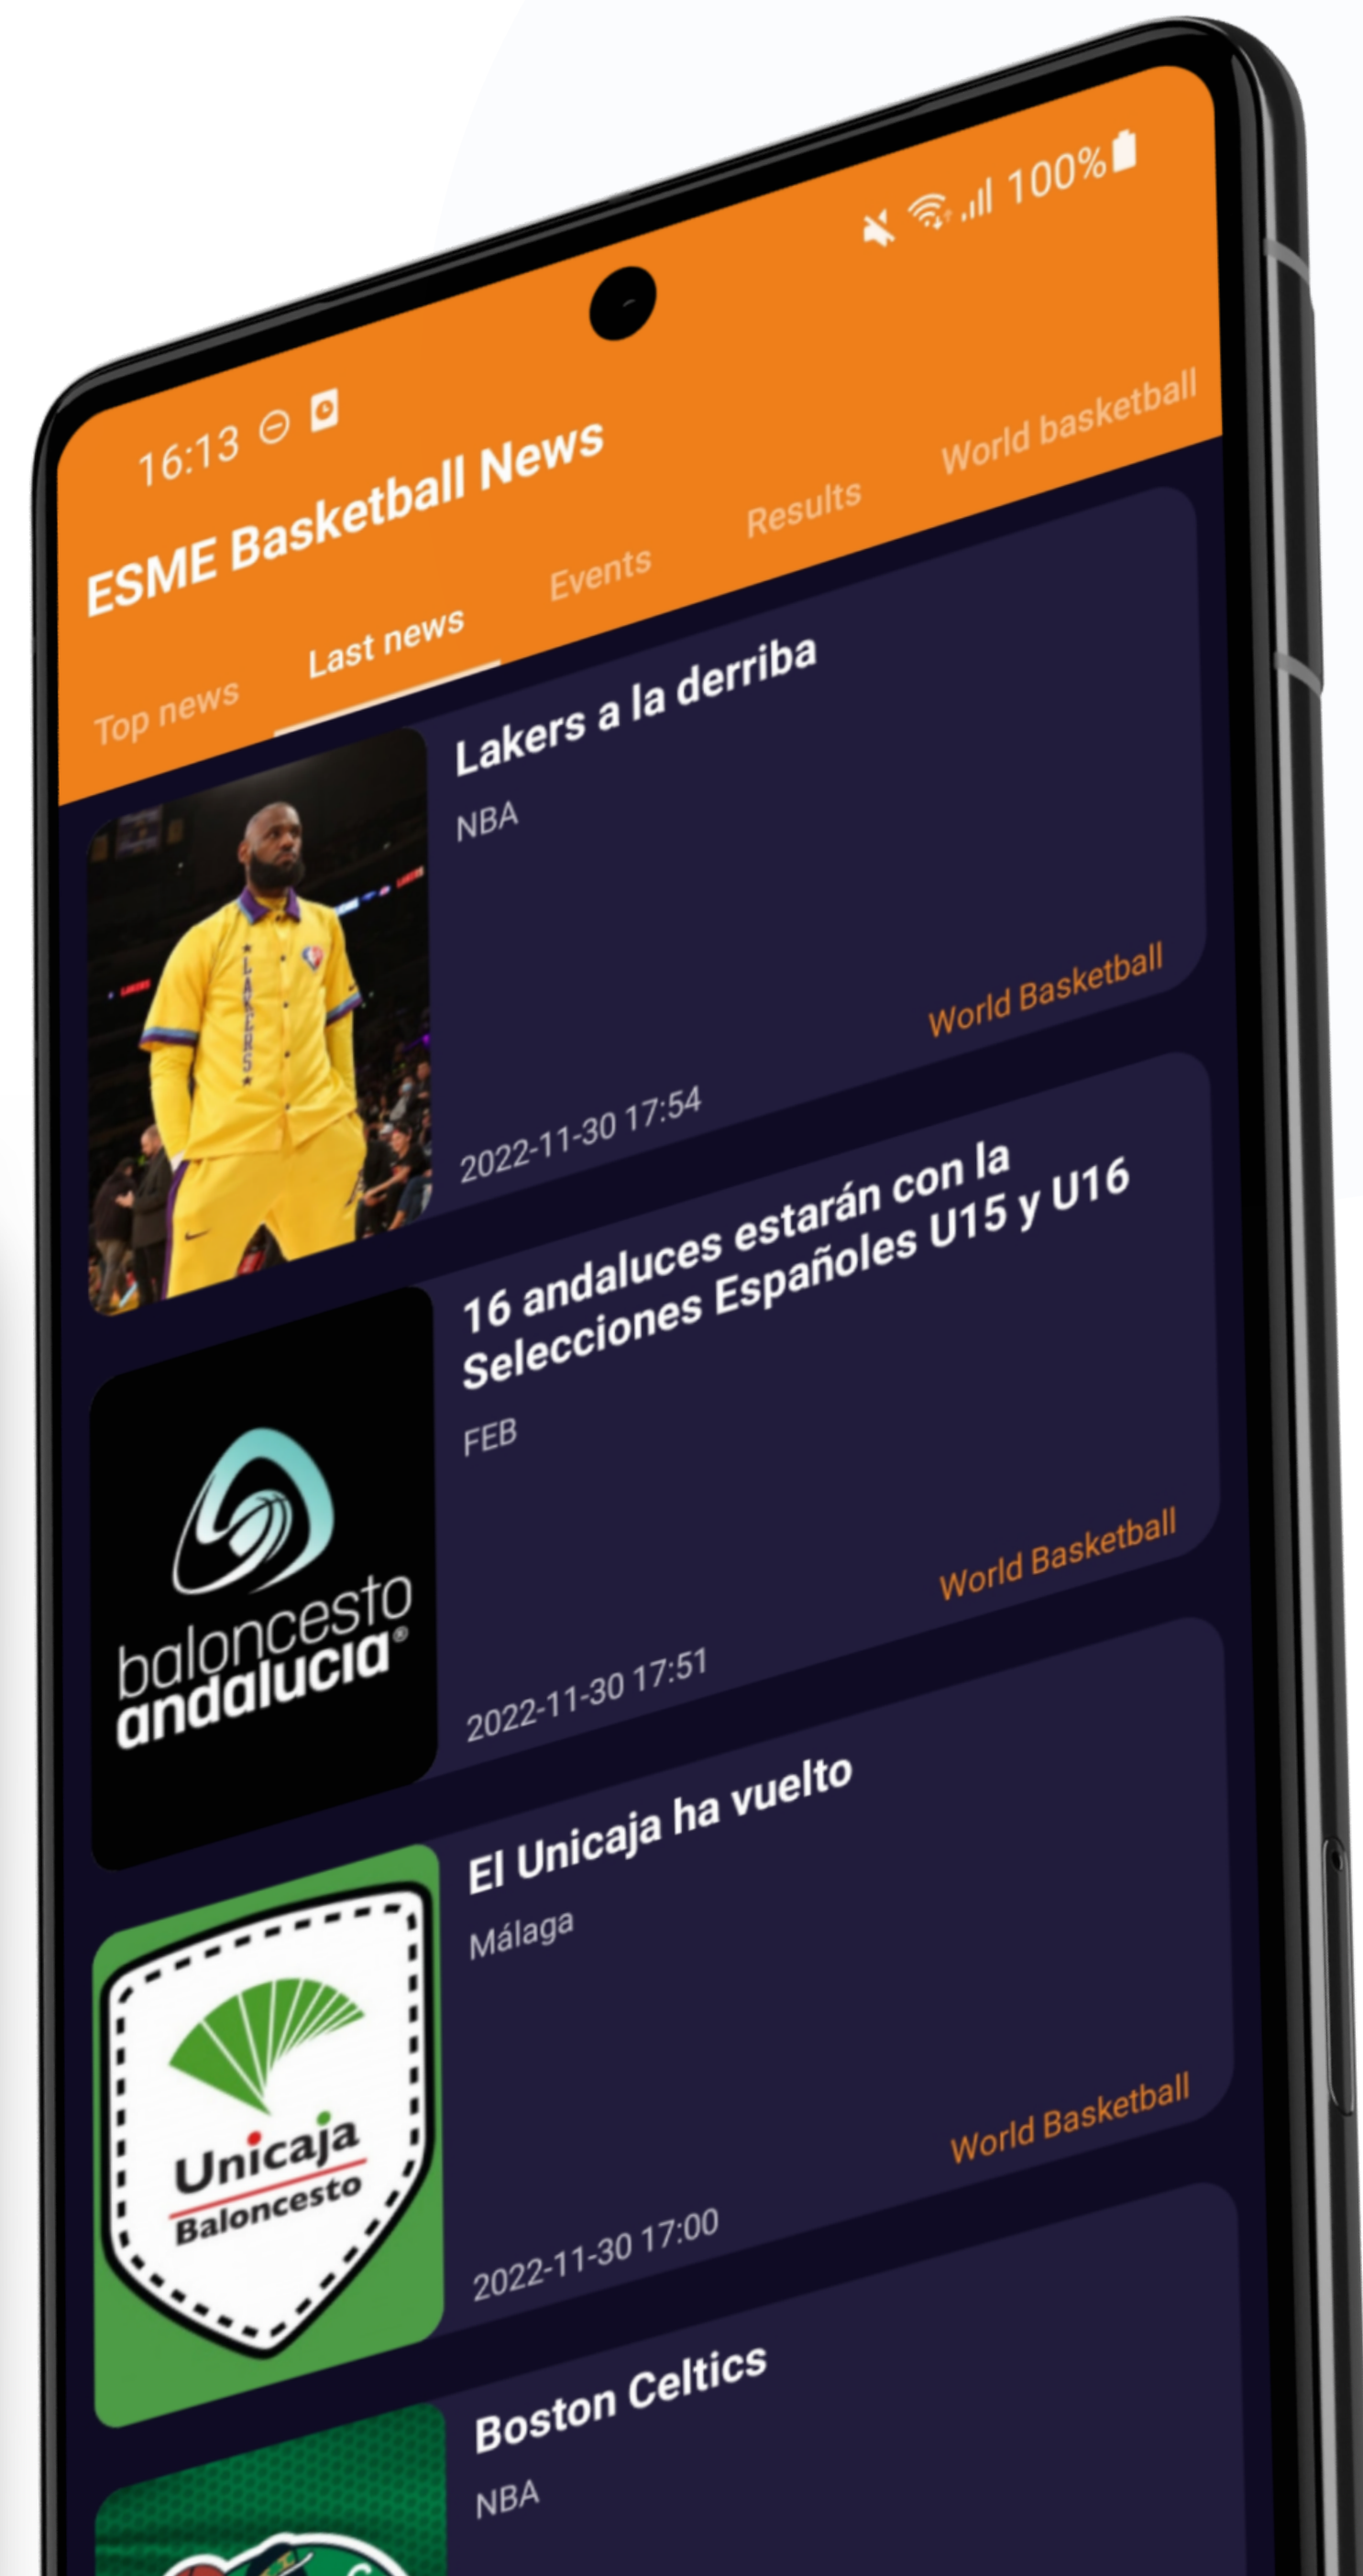 16:13
100%
ESME Basketball News
Top news
Last news
Events
Results
World basketball
Lakers a la derriba
NBA
LAKERS
2022-11-30 17:54
World Basketball
16 andaluces estarán con la
Selecciones Españoles U15 y U16
FEB
baloncesto
andalucia®
2022-11-30 17:51
World Basketball
El Unicaja ha vuelto
Málaga
Unicaja
Baloncesto
2022-11-30 17:00
World Basketball
Boston Celtics
NBA